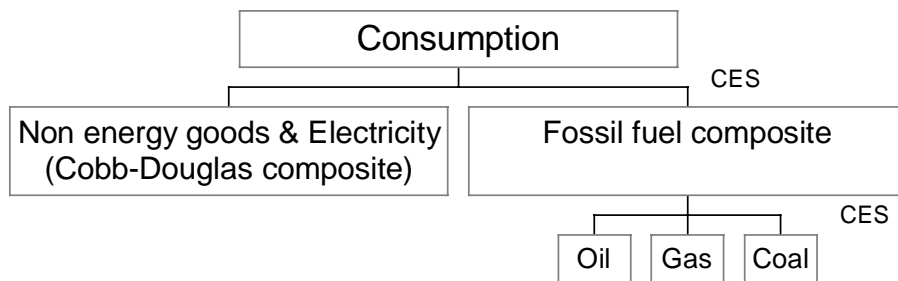 Consumption
CES
Non energy goods & Electricity
(Cobb-Douglas composite)
Fossil fuel composite
CES
Oil
Gas
Coal